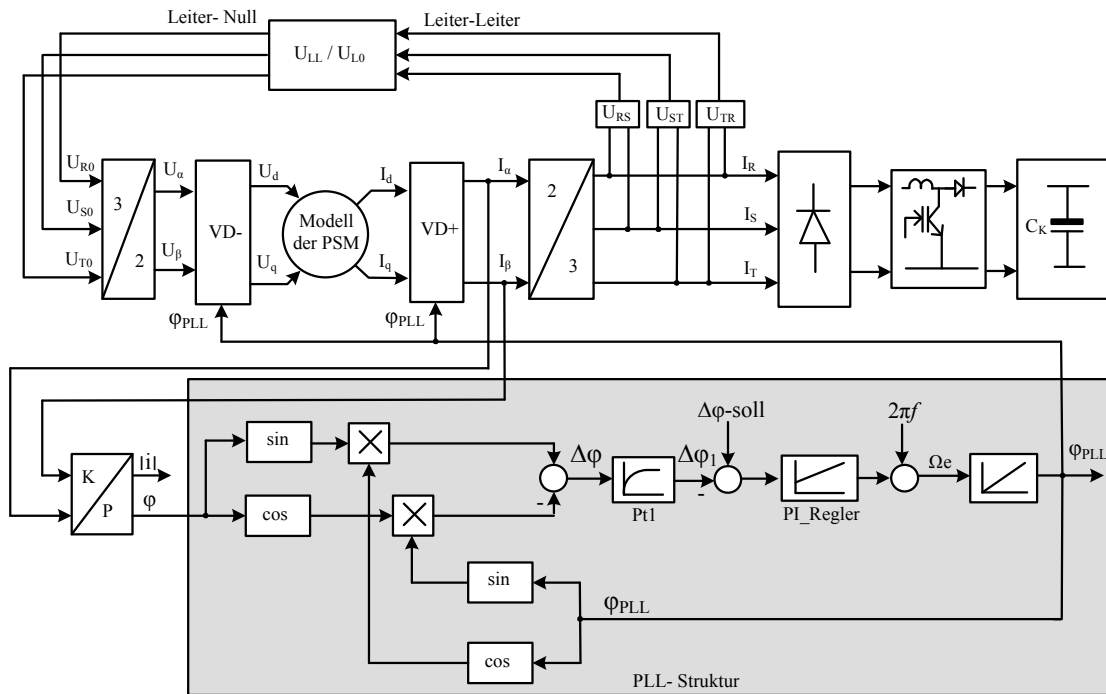 Leiter- Null
Leiter-Leiter
U_LL / U_L0
U_RS
U_ST
U_TR
U_R0
U_S0
U_T0
3
2
U_α
U_β
VD-
U_d
U_q
Modell
der PSM
I_d
I_q
VD+
I_α
I_β
2
3
I_R
I_S
I_T
C_K
φ_PLL
φ_PLL
K
P
|i|
φ
sin
cos
Δφ
-
Pt1
Δφ_1
-
Δφ-soll
PI_Regler
2πf
Ωe
φ_PLL
sin
cos
φ_PLL
PLL- Struktur